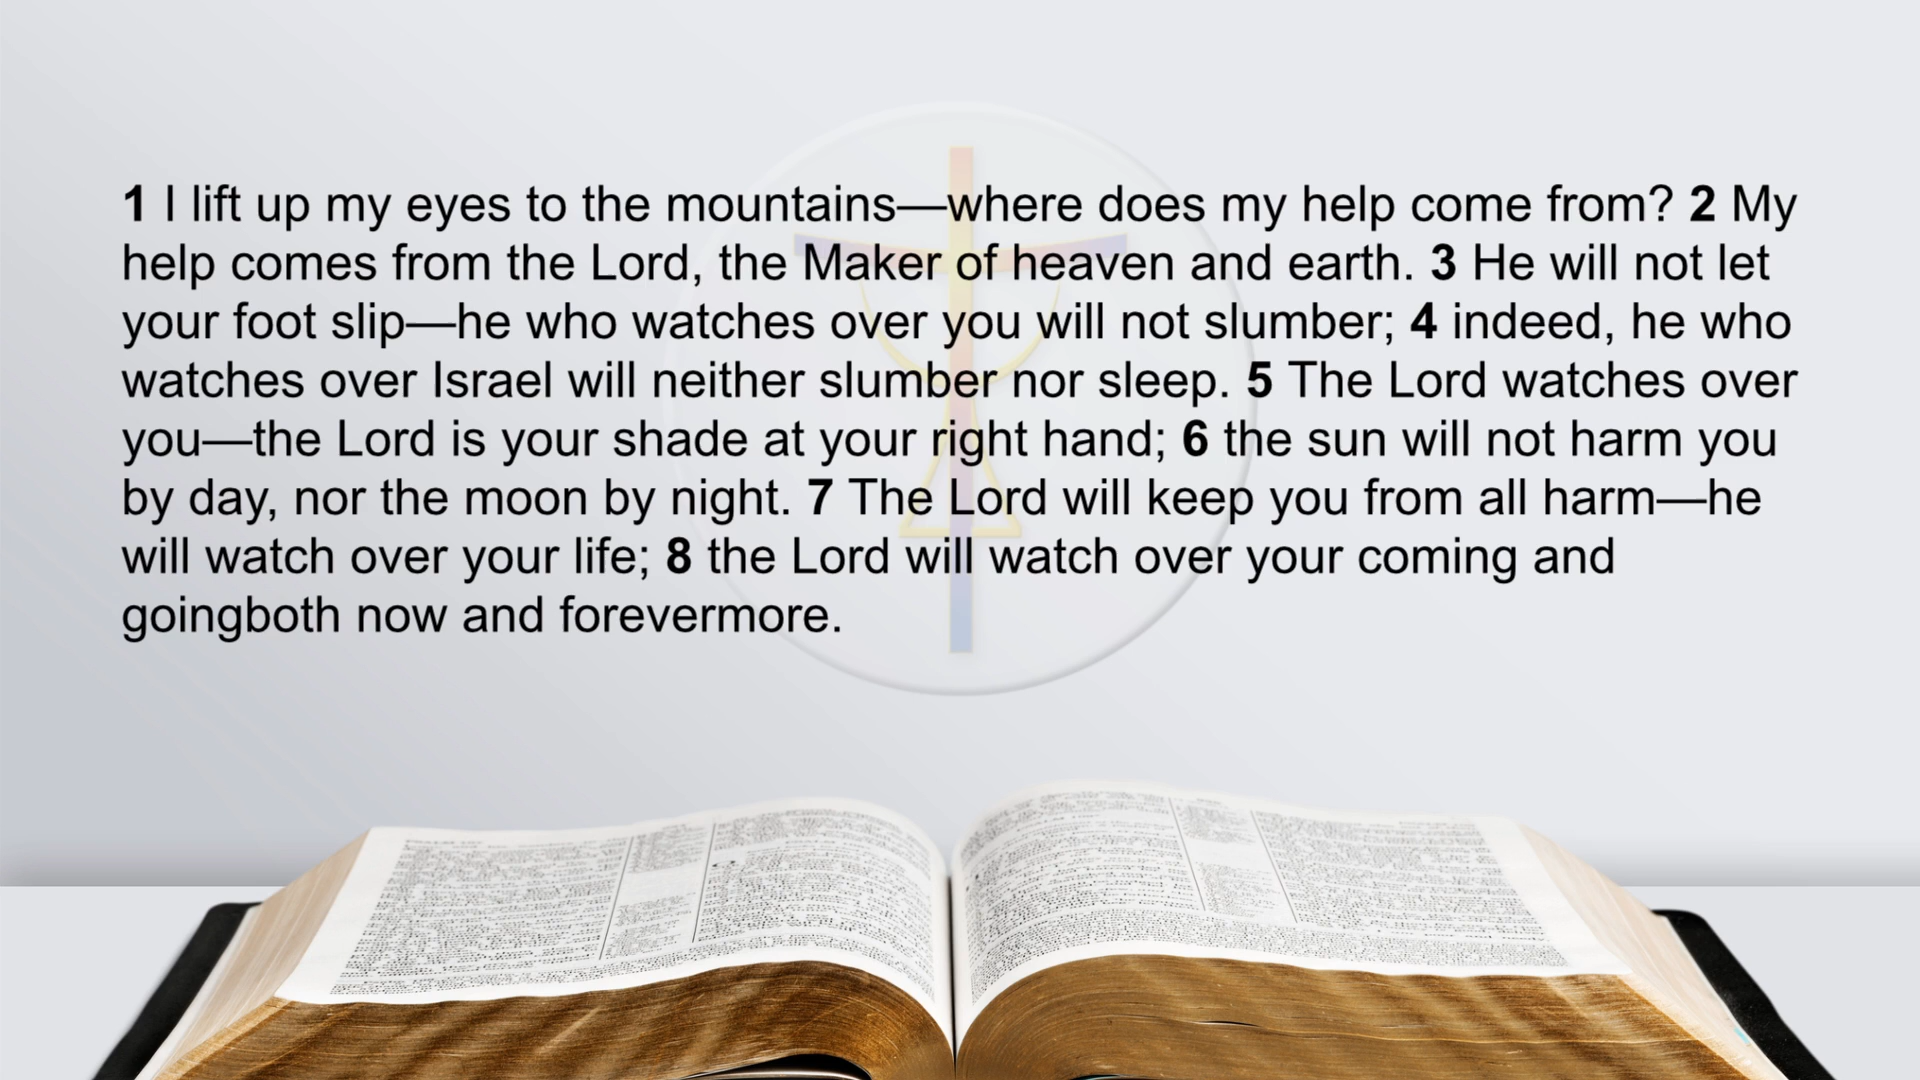 1 I lift up my eyes to the mountains—where does my help come from? 2 My
help comes from the Lord, the Maker of heaven and earth. 3 He will not let
your foot slip—he who watches over you will not slumber; 4 indeed, he who
watches over Israel will neither slumber nor sleep. 5 The Lord watches over
you—the Lord is your shade at your right hand; 6 the sun will not harm you
by day, nor the moon by night. 7 The Lord will keep you from all harm—he
will watch over your life; 8 the Lord will watch over your coming and
goingboth now and forevermore.